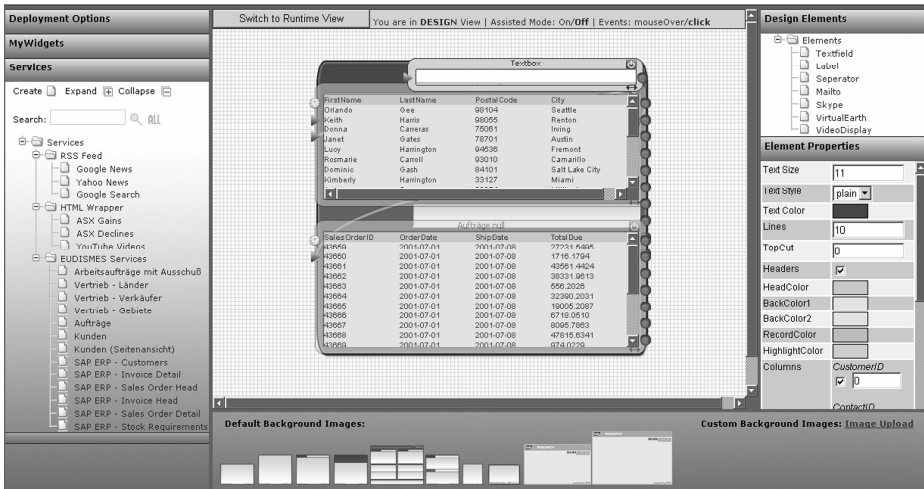 Deployment Options
MyWidgets
Services
Create Expand Collapse
Search: ALL
Services
RSS Feed
Google News
Yahoo News
Google Search
HTML Wrapper
ASX Gains
ASX Declines
YouTube Videos
EUDISMES Services
Arbeitsaufträge mit Ausschuß
Vertrieb - Länder
Vertrieb - Verkäufer
Vertrieb - Gebiete
Aufträge
Kunden
Kunden (Seitenansicht)
SAP ERP - Customers
SAP ERP - Invoice Detail
SAP ERP - Sales Order Head
SAP ERP - Invoice Head
SAP ERP - Sales Order Detail
SAP ERP - Stock Requirements
Switch to Runtime View
You are in DESIGN View | Assisted Mode: On/Off | Events: mouseOver/click
Textbox
FirstName LastName PostalCode City
Orlando Gee 98104 Seattle
Keith Harris 98055 Renton
Donna Carreras 75061 Irving
Janet Gates 78701 Austin
Lucy Harrington 94536 Fremont
Rosmarie Carroll 93010 Camarillo
Dominic Gash 84101 Salt Lake City
Kimberly Harrington 33127 Miami
Aufträge null
SalesOrderID OrderDate ShipDate TotalDue
43659 2001-07-01 2001-07-08 27231.5495
43660 2001-07-01 2001-07-08 1716.1794
43661 2001-07-01 2001-07-08 43561.4424
43662 2001-07-01 2001-07-08 38331.9613
43663 2001-07-01 2001-07-08 556.2026
43664 2001-07-01 2001-07-08 32390.2031
43665 2001-07-01 2001-07-08 19005.2087
43666 2001-07-01 2001-07-08 6718.0510
43667 2001-07-01 2001-07-08 8095.7863
43668 2001-07-01 2001-07-08 47815.6341
43669 2001-07-01 2001-07-08 974.0228
Default Background Images:
Custom Background Images: Image Upload
Design Elements
Elements
Textfield
Label
Seperator
Mailto
Skype
VirtualEarth
VideoDisplay
Element Properties
Text Size 11
Text Style plain
Text Color
Lines 10
TopCut 0
Headers
HeadColor
BackColor1
BackColor2
RecordColor
HighlightColor
Columns CustomerID
0
ContactID